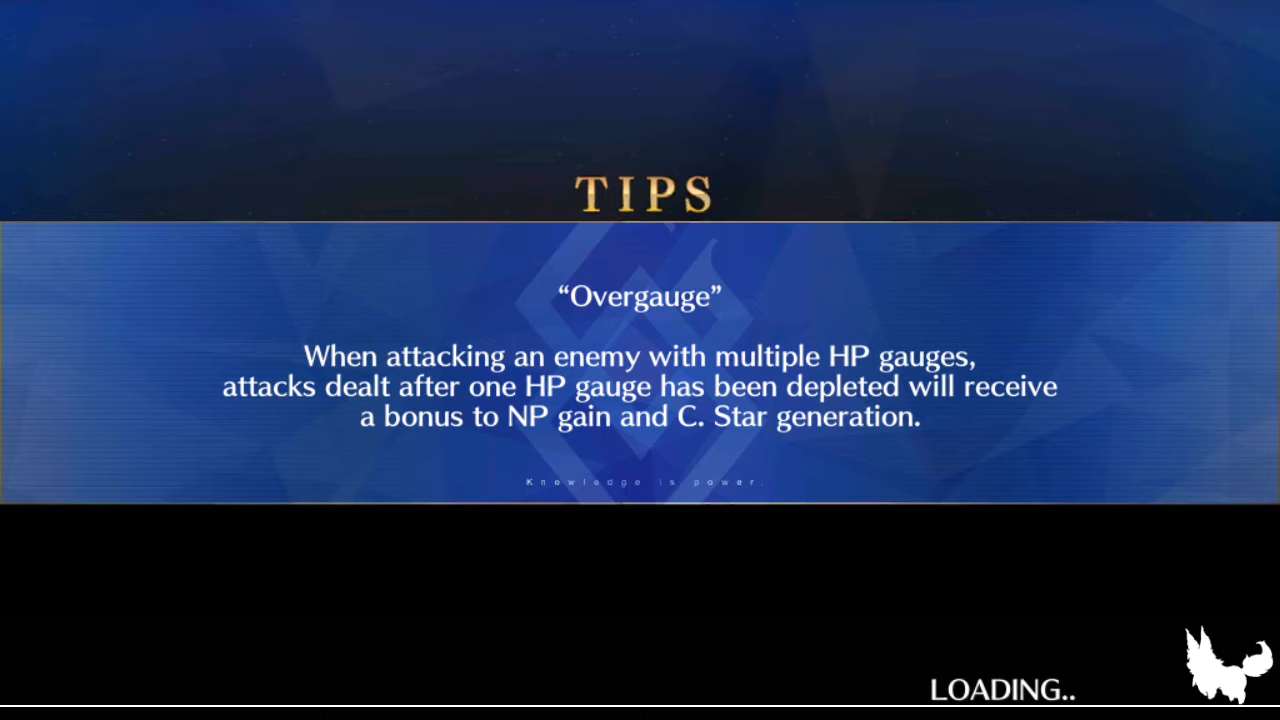 TIPS
“Overgauge”
When attacking an enemy with multiple HP gauges,
attacks dealt after one HP gauge has been depleted will receive
a bonus to NP gain and C. Star generation.
Knowledge is power.
LOADING..